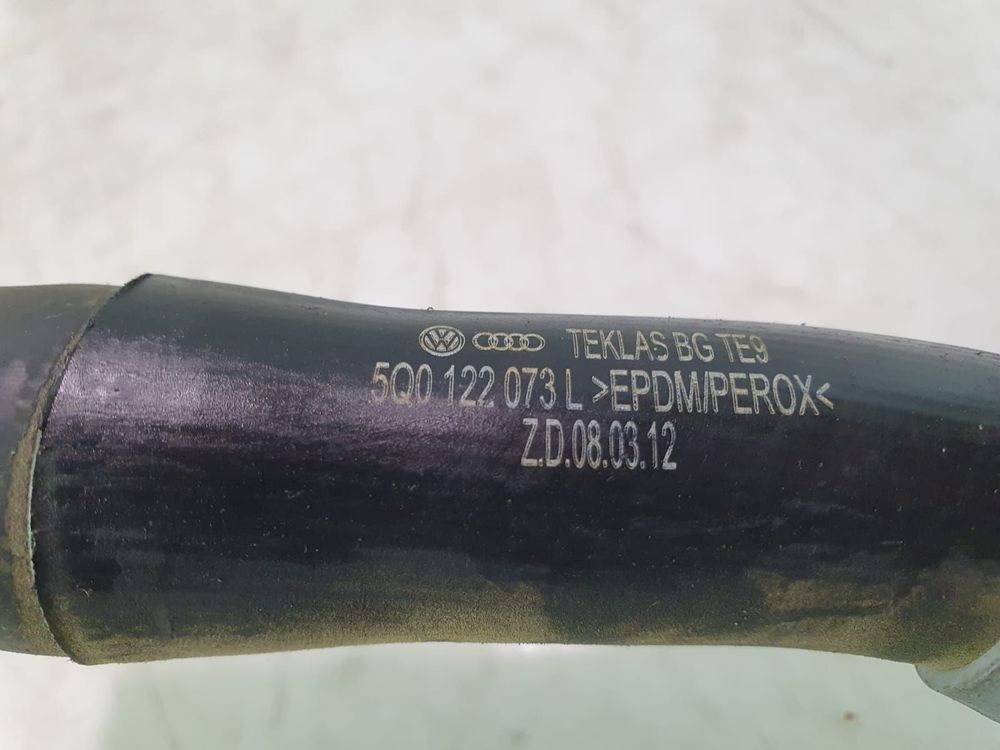 TEKLAS BG TE9
5Q0 122 073 L >EPDM/PEROX<
Z.D.08.03.12